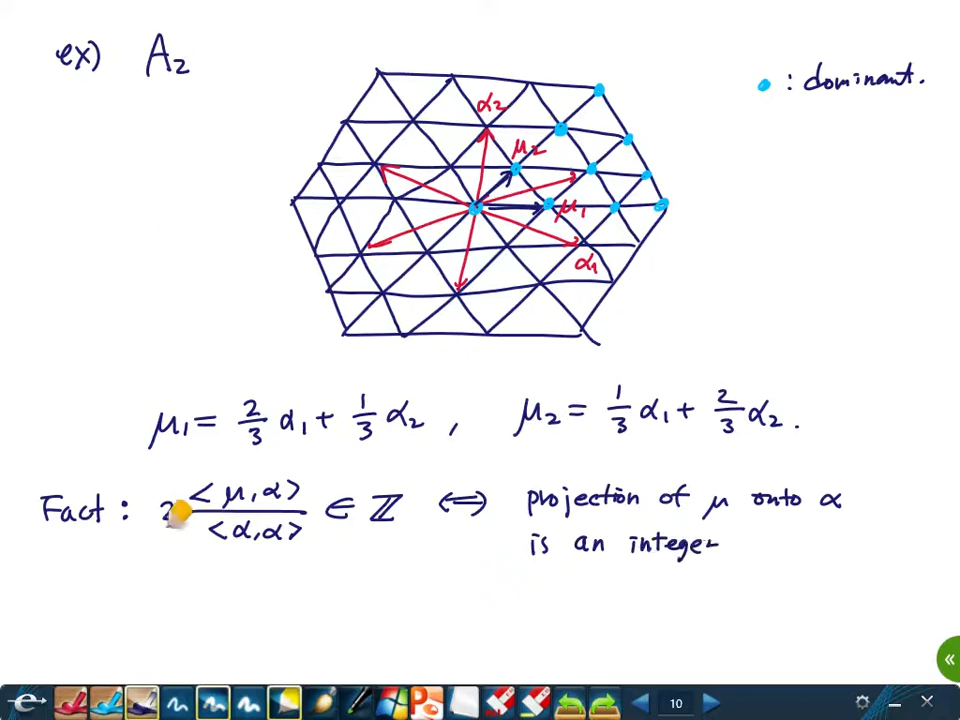 ex) A₂
● : dominant.
α₂
μ₂
μ₁
α₁
μ₁ = 2/3 α₁ + 1/3 α₂ , μ₂ = 1/3 α₁ + 2/3 α₂ .
Fact : 2 <μ,α>/<α,α> ∈ ℤ ⇔ projection of μ onto α
is an integer
10